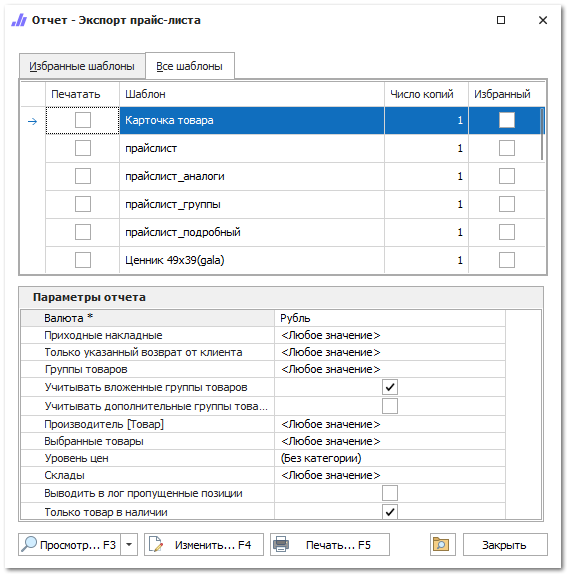 Отчет - Экспорт прайс-листа
Избранные шаблоны Все шаблоны
Печатать Шаблон Число копий Избранный
Карточка товара 1
прайслист 1
прайслист_аналоги 1
прайслист_группы 1
прайслист_подробный 1
Ценник 49x39(gala) 1
Параметры отчета
Валюта * Рубль
Приходные накладные <Любое значение>
Только указанный возврат от клиента <Любое значение>
Группы товаров <Любое значение>
Учитывать вложенные группы товаров
Учитывать дополнительные группы това...
Производитель [Товар] <Любое значение>
Выбранные товары <Любое значение>
Уровень цен (Без категории)
Склады <Любое значение>
Выводить в лог пропущенные позиции
Только товар в наличии
Просмотр... F3 Изменить... F4 Печать... F5 Закрыть